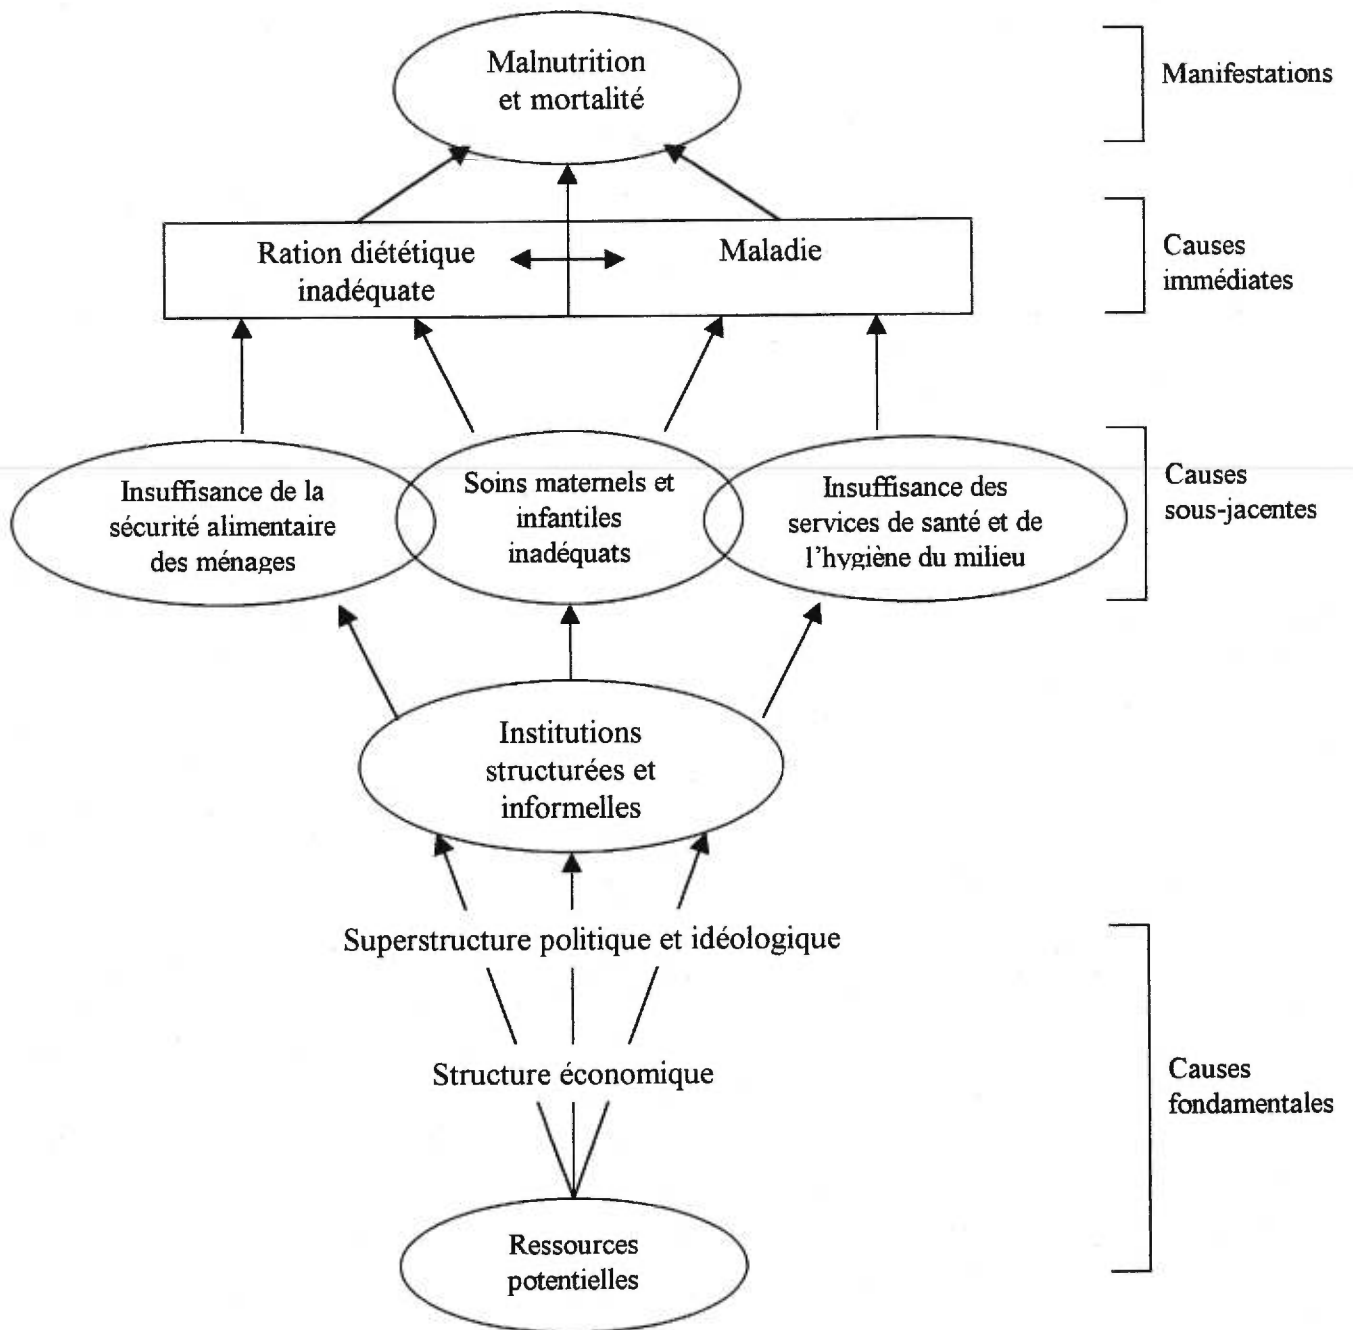 Malnutrition
et mortalité
Manifestations
Ration diététique
inadéquate
Maladie
Causes
immédiates
Insuffisance de la
sécurité alimentaire
des ménages
Soins maternels et
infantiles
inadéquats
Insuffisance des
services de santé et de
l'hygiène du milieu
Causes
sous-jacentes
Institutions
structurées et
informelles
Superstructure politique et idéologique
Structure économique
Causes
fondamentales
Ressources
potentielles